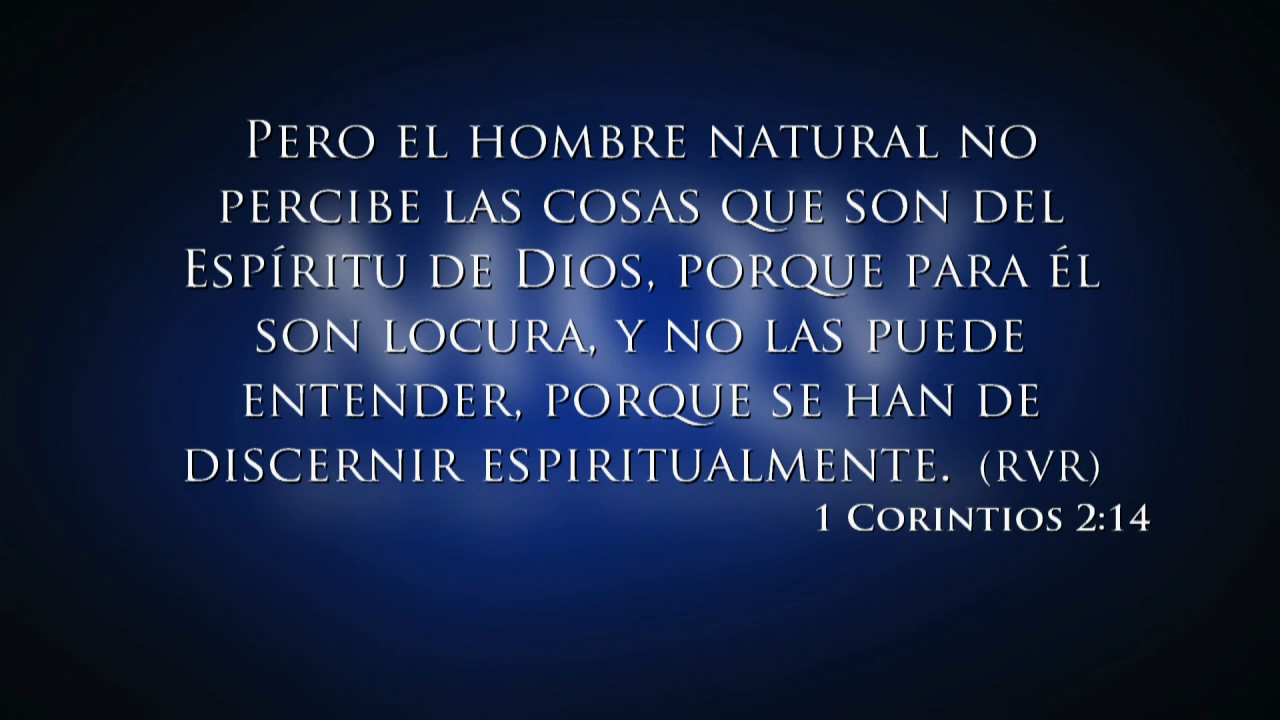 Pero el hombre natural no
percibe las cosas que son del
Espíritu de Dios, porque para él
son locura, y no las puede
entender, porque se han de
discernir espiritualmente. (RVR)
1 Corintios 2:14